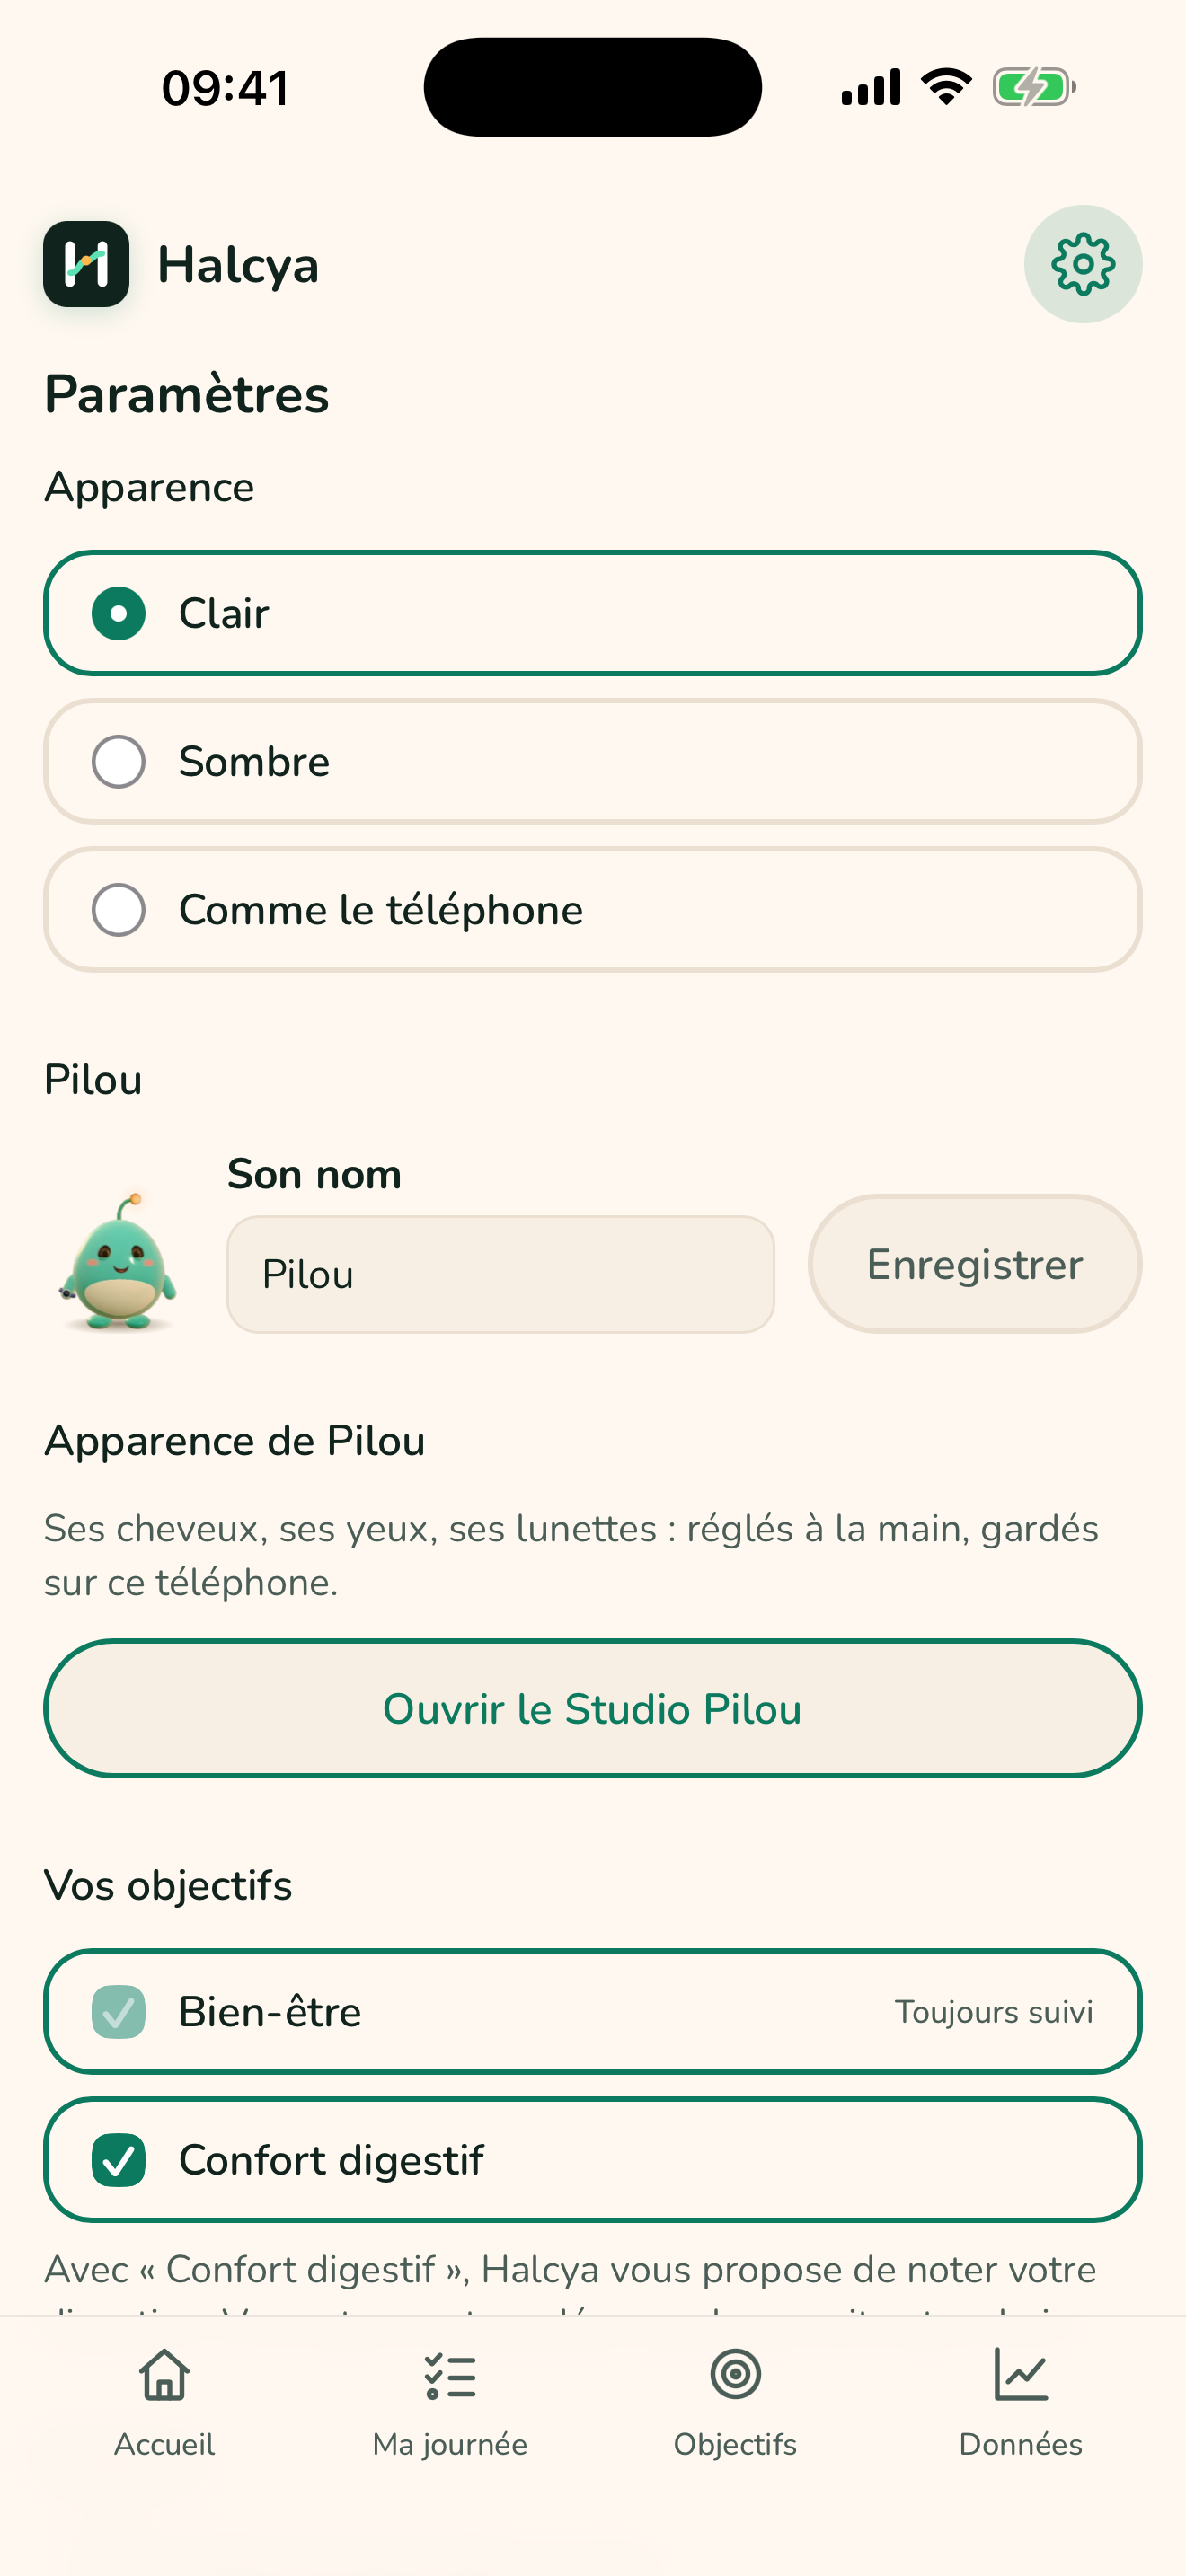 09:41
Halcya
Paramètres
Apparence
Clair
Sombre
Comme le téléphone
Pilou
Son nom
Pilou
Enregistrer
Apparence de Pilou
Ses cheveux, ses yeux, ses lunettes : réglés à la main, gardés
sur ce téléphone.
Ouvrir le Studio Pilou
Vos objectifs
Bien-être
Toujours suivi
Confort digestif
Avec « Confort digestif », Halcya vous propose de noter votre
Accueil
Ma journée
Objectifs
Données